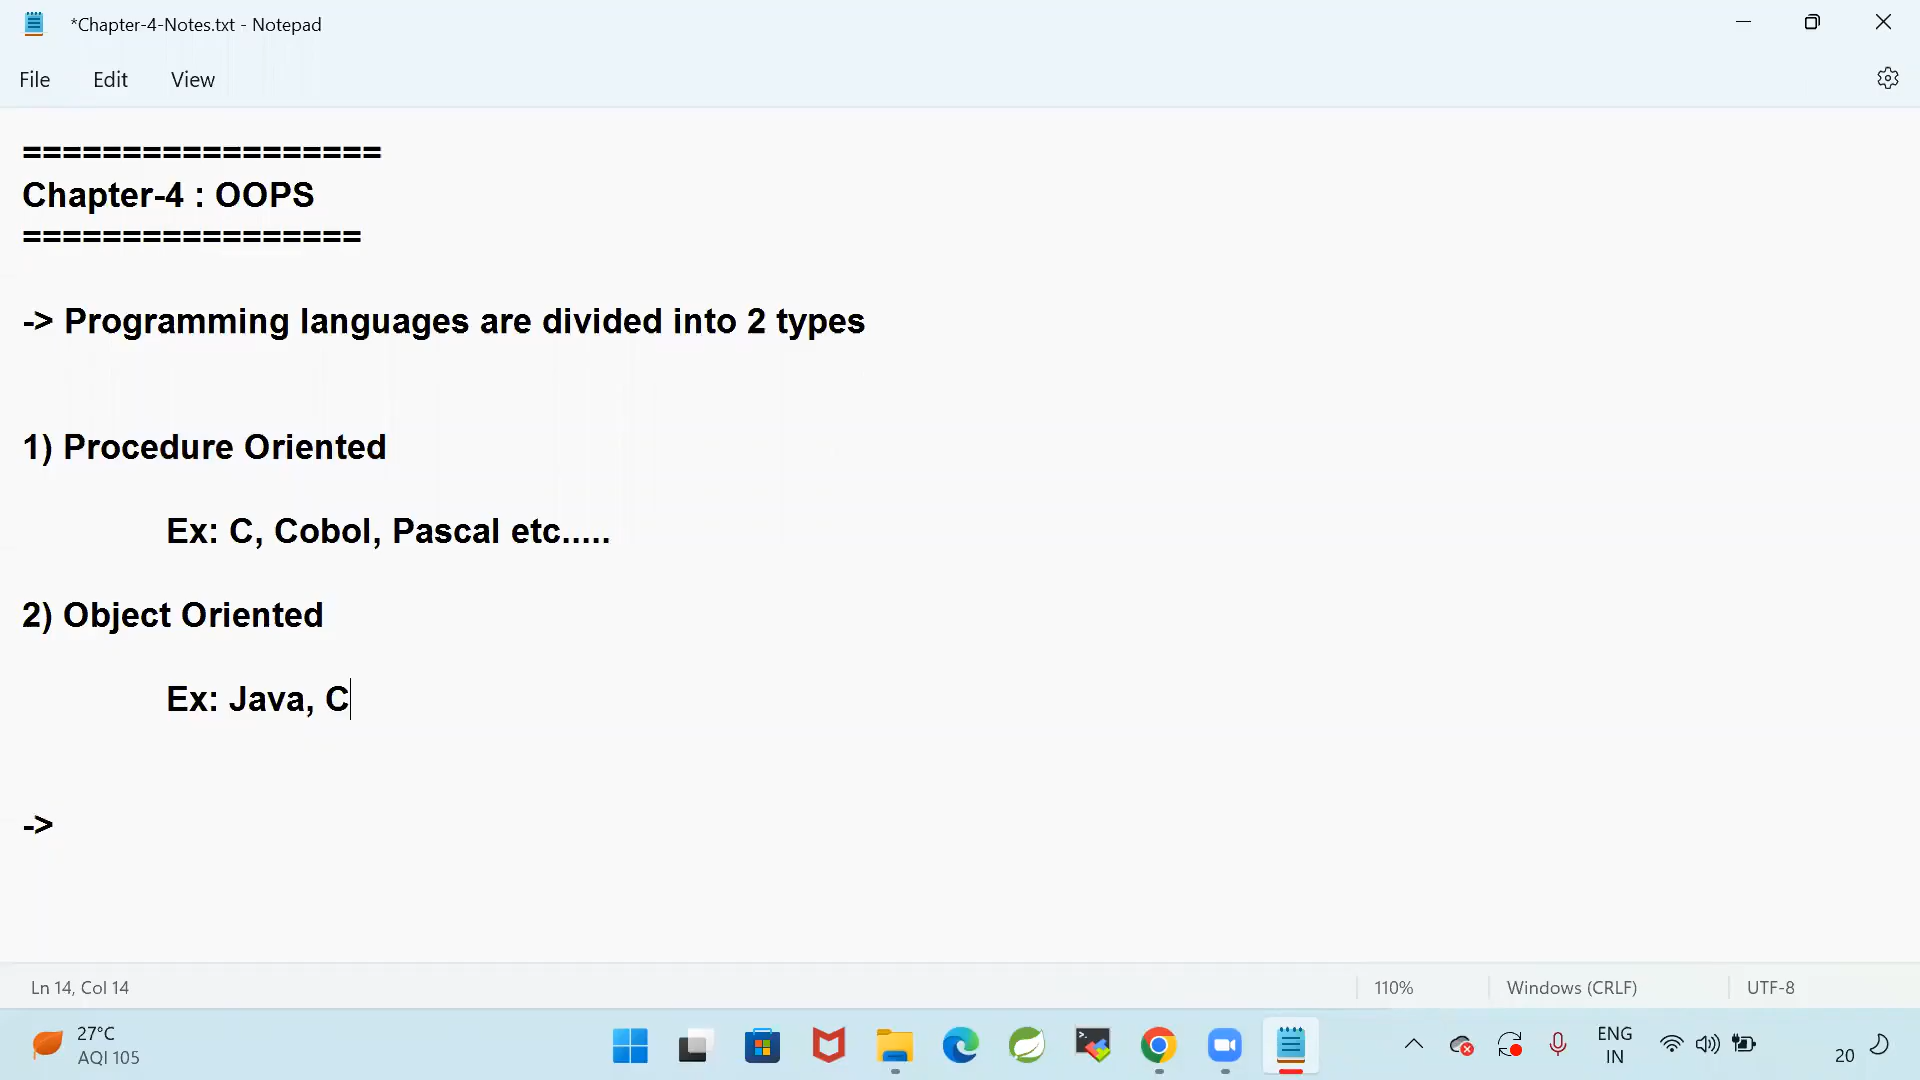 *Chapter-4-Notes.txt - Notepad
File Edit View
==================
Chapter-4 : OOPS
=================
-> Programming languages are divided into 2 types
1) Procedure Oriented
Ex: C, Cobol, Pascal etc.....
2) Object Oriented
Ex: Java, C
->
Ln 14, Col 14 110% Windows (CRLF) UTF-8
27°C
AQI 105
ENG
IN
20